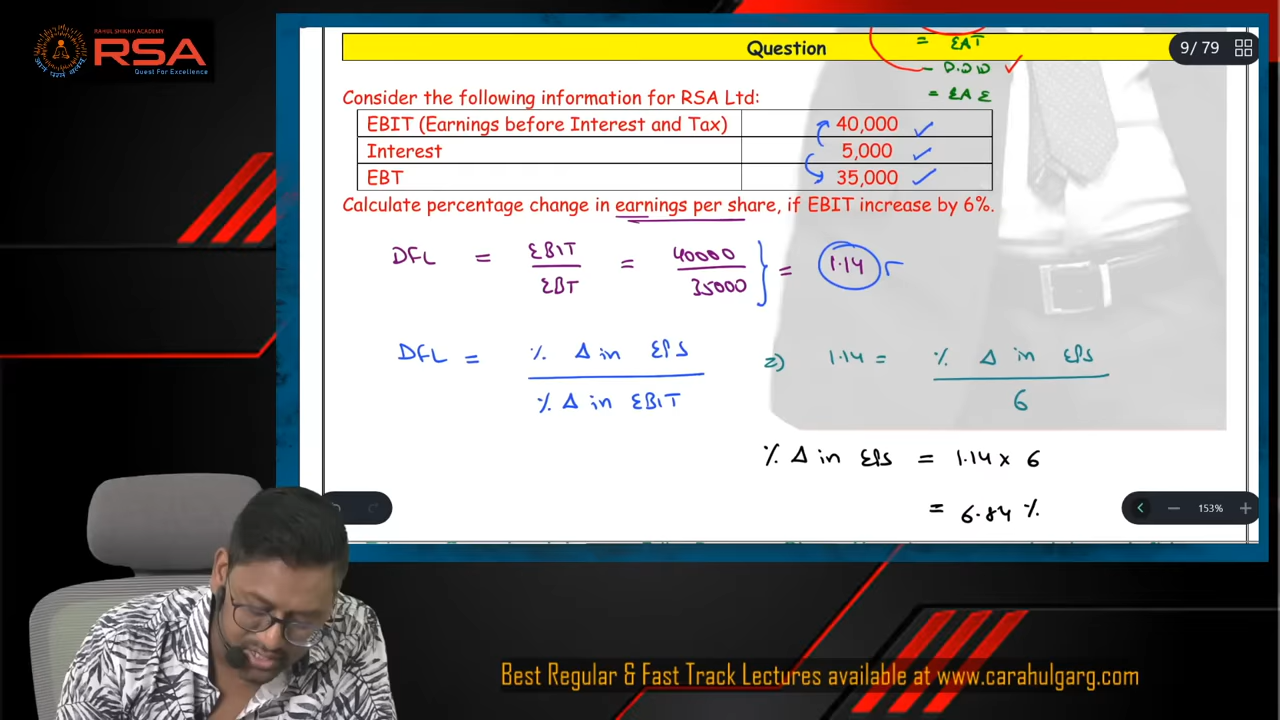 RAHUL SHIKHA ACADEMY
RSA
Quest For Excellence
Question
= EAT
- P.D.D ✓
= EAE
9 / 79
Consider the following information for RSA Ltd:
EBIT (Earnings before Interest and Tax) 40,000 ✓
Interest 5,000 ✓
EBT 35,000 ✓
Calculate percentage change in earnings per share, if EBIT increase by 6%.
DFL = EBIT / EBT = 40000 / 35000 = 1.14
DFL = % Δ in EPS / % Δ in EBIT
1.14 = % Δ in EPS / 6
% Δ in EPS = 1.14 x 6
= 6.84 %
153%
Best Regular & Fast Track Lectures available at www.carahulgarg.com